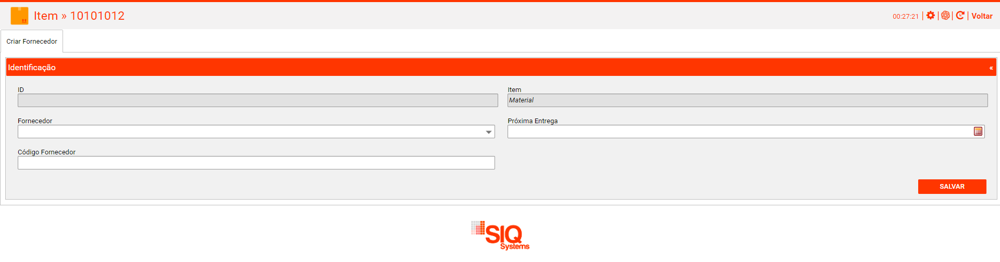 Item » 10101012
00:27:21 | | | | Voltar
Criar Fornecedor
Identificação «
ID
Item
Material
Fornecedor
Próxima Entrega
Código Fornecedor
SALVAR
SIQ
Systems